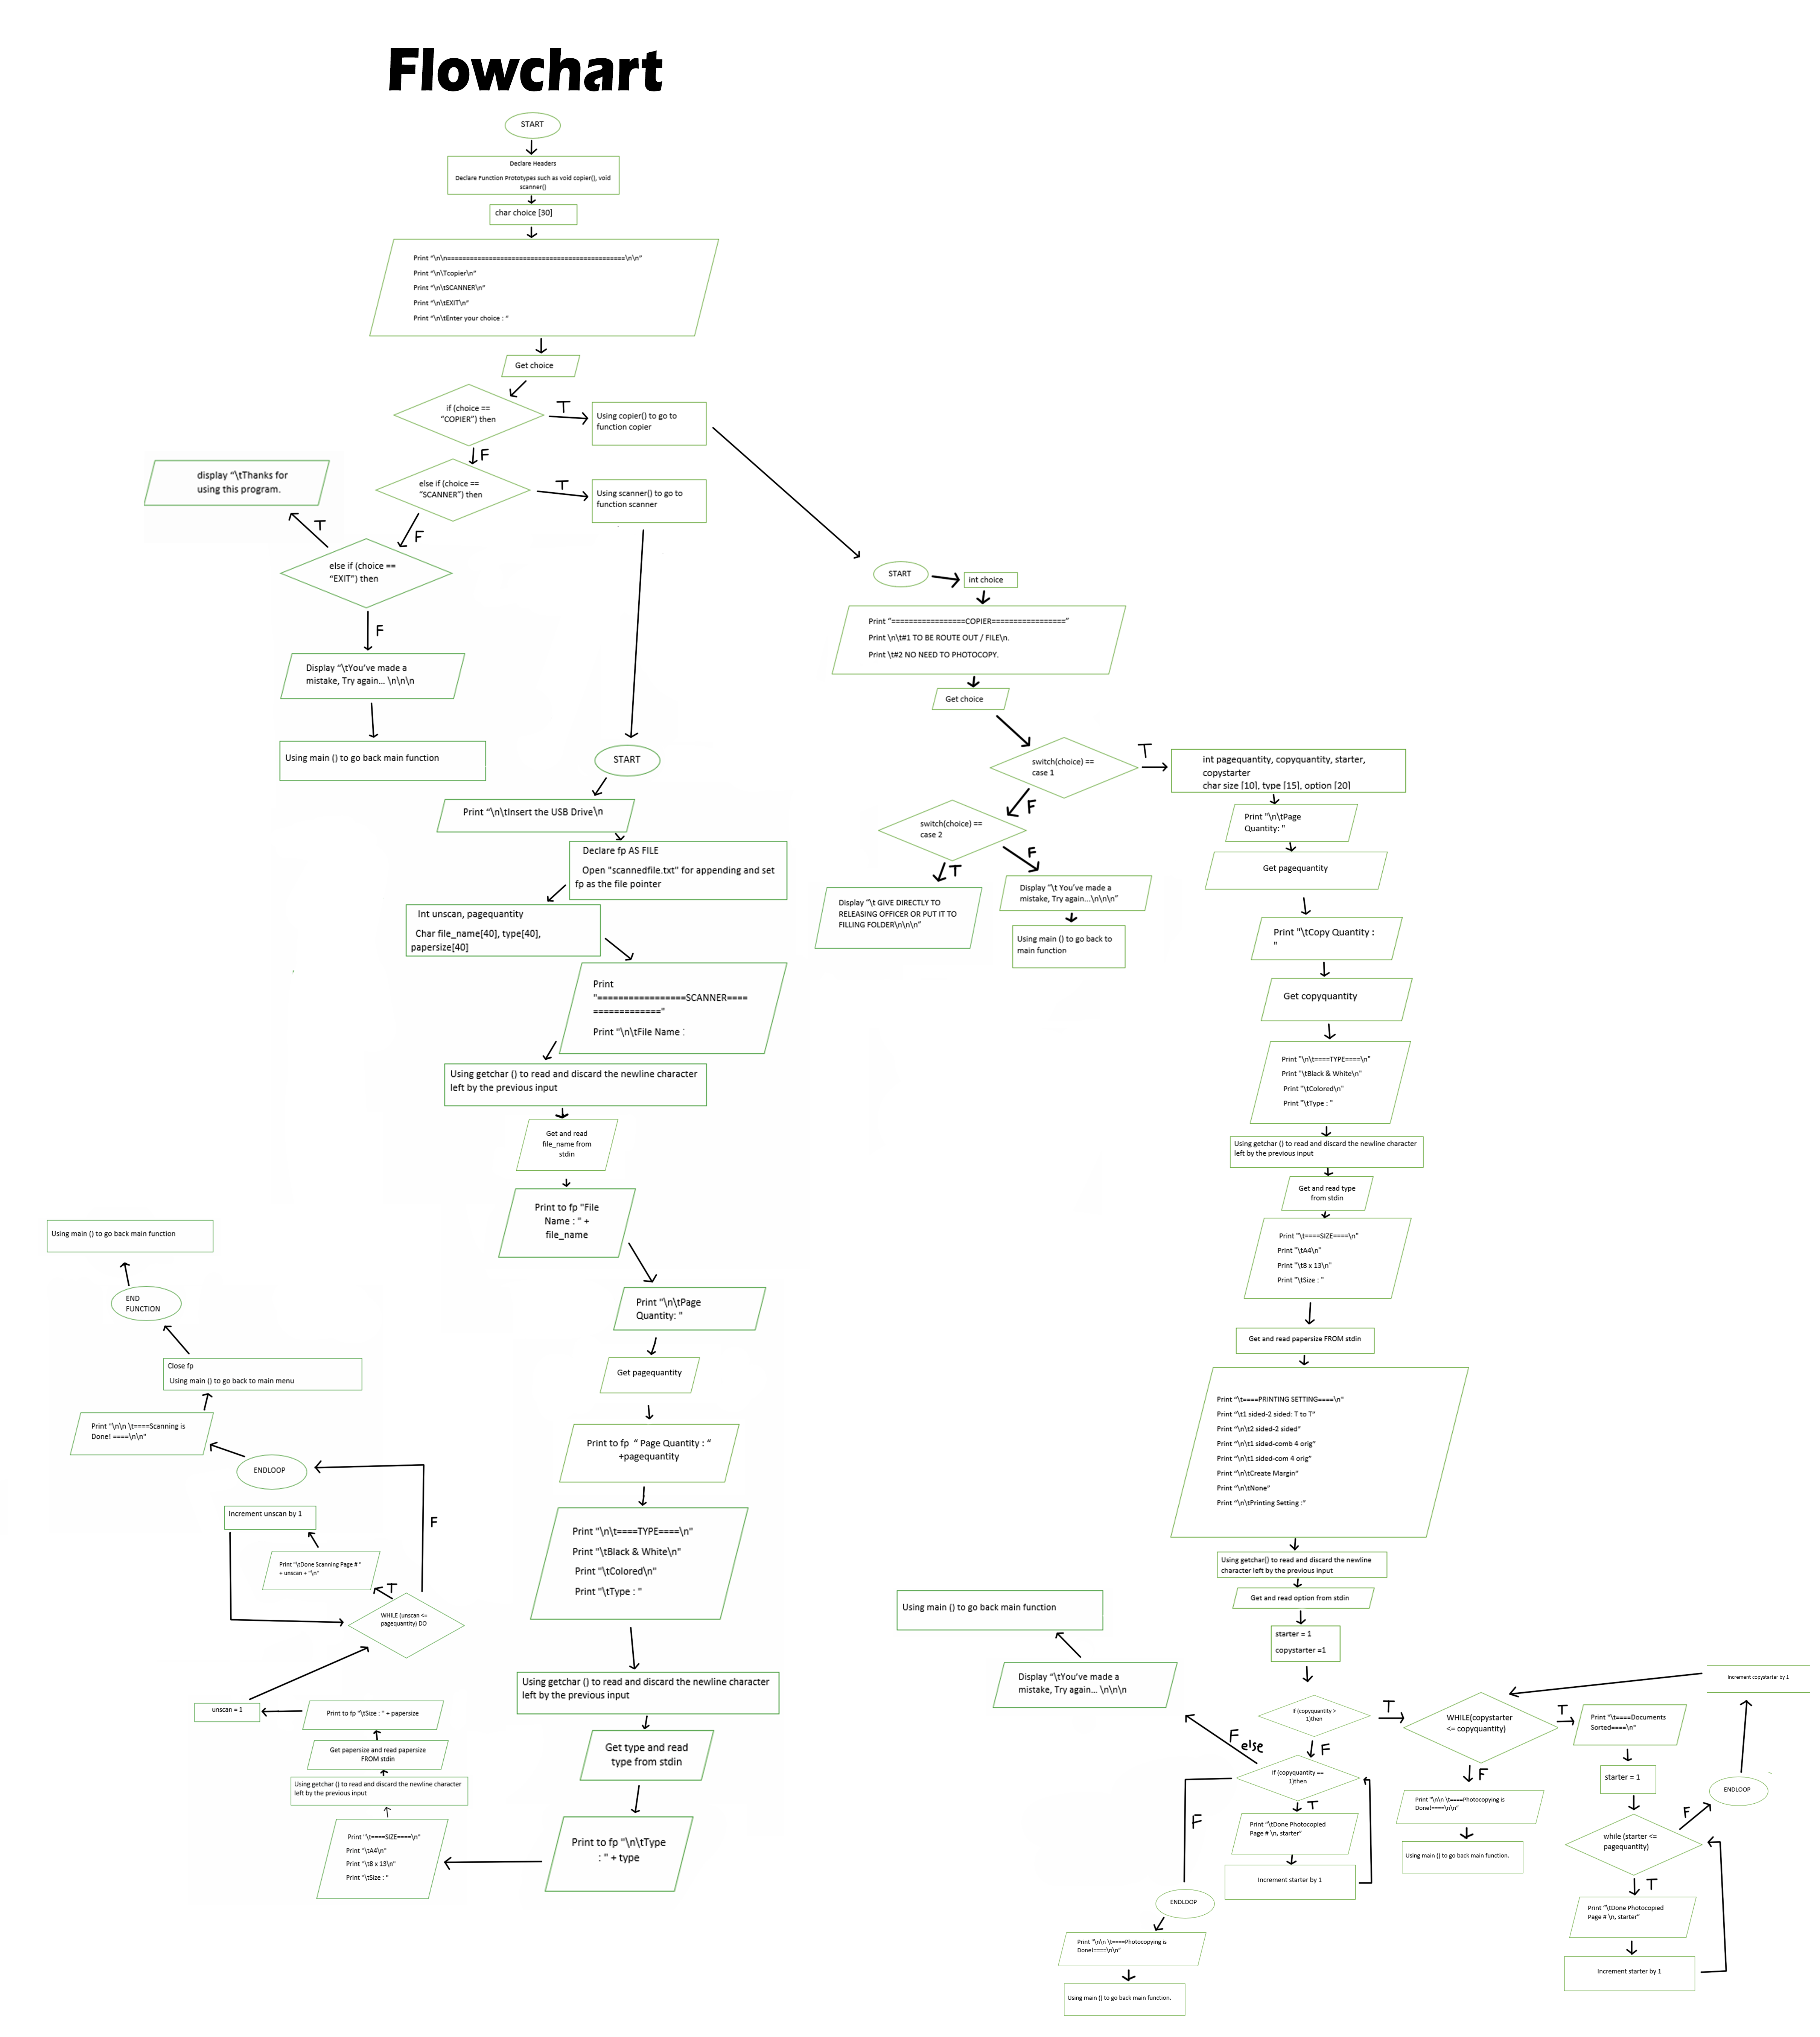 Flowchart
START
Declare Headers
Declare Function Prototypes such as void copier(), void
scanner()
char choice [30]
Print "\n\n===============================================\n\n"
Print "\n\Tcopier\n"
Print "\n\tSCANNER\n"
Print "\n\tEXIT\n"
Print "\n\tEnter your choice : "
Get choice
if (choice ==
"COPIER") then
T
Using copier() to go to
function copier
F
else if (choice ==
"SCANNER") then
T
Using scanner() to go to
function scanner
F
display "\tThanks for
using this program.
T
else if (choice ==
"EXIT") then
F
Display "\tYou've made a
mistake, Try again... \n\n\n
Using main () to go back main function
START
Print "\n\tInsert the USB Drive\n
Declare fp AS FILE
Open "scannedfile.txt" for appending and set
fp as the file pointer
Int unscan, pagequantity
Char file_name[40], type[40],
papersize[40]
Print
"=================SCANNER====
============="
Print "\n\tFile Name :
Using getchar () to read and discard the newline character
left by the previous input
Get and read
file_name from
stdin
Print to fp "File
Name : " +
file_name
Print "\n\tPage
Quantity: "
Get pagequantity
Print to fp " Page Quantity : "
+pagequantity
Print "\n\t====TYPE====\n"
Print "\tBlack & White\n"
Print "\tColored\n"
Print "\tType : "
Using getchar () to read and discard the newline character
left by the previous input
Get type and read
type from stdin
Print to fp "\n\tType
: " + type
Print "\t====SIZE====\n"
Print "\tA4\n"
Print "\t8 x 13\n"
Print "\tSize : "
Using getchar () to read and discard the newline character
left by the previous input
Get papersize and read papersize
FROM stdin
Print to fp "\tSize : " + papersize
unscan = 1
WHILE (unscan <=
pagequantity) DO
T
Print "\tDone Scanning Page # "
+ unscan + "\n"
Increment unscan by 1
F
ENDLOOP
Print "\n\n \t====Scanning is
Done! ====\n\n"
Close fp
Using main () to go back to main menu
END
FUNCTION
Using main () to go back main function
START
int choice
Print "=================COPIER================="
Print \n\t#1 TO BE ROUTE OUT / FILE\n.
Print \t#2 NO NEED TO PHOTOCOPY.
Get choice
switch(choice) ==
case 1
T
F
switch(choice) ==
case 2
T
F
Display "\t GIVE DIRECTLY TO
RELEASING OFFICER OR PUT IT TO
FILLING FOLDER\n\n\n"
Display "\t You've made a
mistake, Try again...\n\n\n"
Using main () to go back to
main function
int pagequantity, copyquantity, starter,
copystarter
char size [10], type [15], option [20]
Print "\n\tPage
Quantity: "
Get pagequantity
Print "\tCopy Quantity :
"
Get copyquantity
Print "\n\t====TYPE====\n"
Print "\tBlack & White\n"
Print "\tColored\n"
Print "\tType : "
Using getchar () to read and discard the newline character
left by the previous input
Get and read type
from stdin
Print "\t====SIZE====\n"
Print "\tA4\n"
Print "\t8 x 13\n"
Print "\tSize : "
Get and read papersize FROM stdin
Print "\t====PRINTING SETTING====\n"
Print "\t1 sided-2 sided: T to T"
Print "\n\t2 sided-2 sided"
Print "\n\t1 sided-comb 4 orig"
Print "\n\t1 sided-com 4 orig"
Print "\n\tCreate Margin"
Print "\n\tNone"
Print "\n\tPrinting Setting :"
Using getchar() to read and discard the newline
character left by the previous input
Get and read option from stdin
starter = 1
copystarter =1
If (copyquantity >
1)then
T
F
WHILE(copystarter
<= copyquantity)
T
Print "\t====Documents
Sorted====\n"
starter = 1
while (starter <=
pagequantity)
F
ENDLOOP
Increment copystarter by 1
T
Print "\tDone Photocopied
Page # \n, starter"
Increment starter by 1
F
Print "\n\n \t====Photocopying is
Done!====\n\n"
Using main () to go back main function.
If (copyquantity ==
1)then
F else
Display "\tYou've made a
mistake, Try again... \n\n\n
Using main () to go back main function
T
Print "\tDone Photocopied
Page # \n, starter"
Increment starter by 1
F
ENDLOOP
Print "\n\n \t====Photocopying is
Done!====\n\n"
Using main () to go back main function.